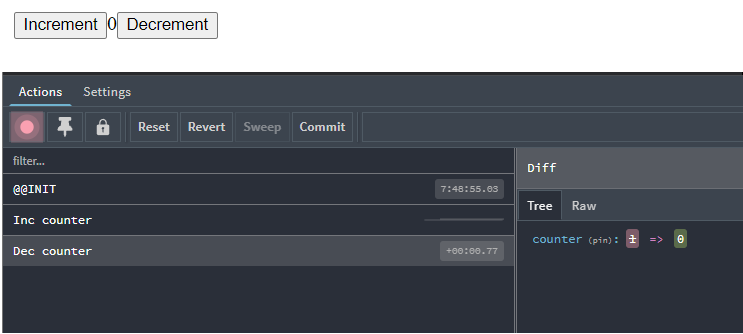 Increment 0 Decrement
Actions Settings
Reset Revert Sweep Commit
filter...
Diff
@@INIT 7:48:55.03
Tree Raw
Inc counter
counter (pin): 1 => 0
Dec counter +00:00.77